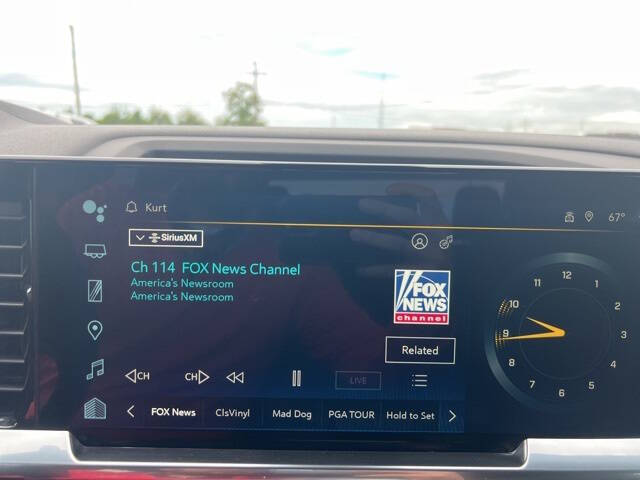 Kurt
67°
SiriusXM
Ch 114 FOX News Channel
America's Newsroom
America's Newsroom
FOX
NEWS
channel
Related
CH CH LIVE
FOX News ClsVinyl Mad Dog PGA TOUR Hold to Set
12
11 1
10 2
9 3
8 4
7 5
6